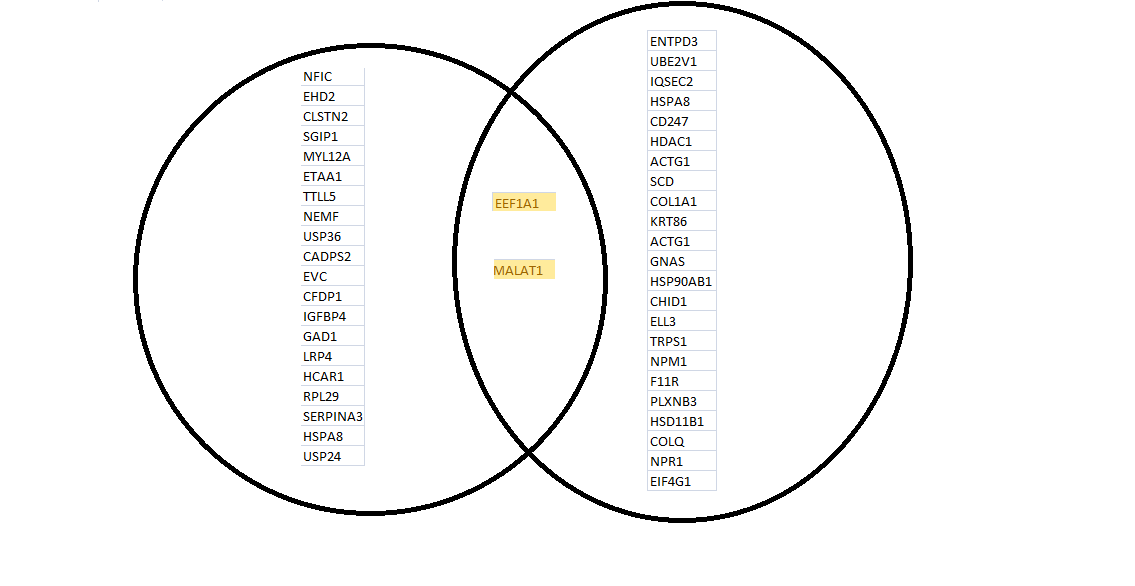 NFIC
EHD2
CLSTN2
SGIP1
MYL12A
ETAA1
TTLL5
NEMF
USP36
CADPS2
EVC
CFDP1
IGFBP4
GAD1
LRP4
HCAR1
RPL29
SERPINA3
HSPA8
USP24
EEF1A1
MALAT1
ENTPD3
UBE2V1
IQSEC2
HSPA8
CD247
HDAC1
ACTG1
SCD
COL1A1
KRT86
ACTG1
GNAS
HSP90AB1
CHID1
ELL3
TRPS1
NPM1
F11R
PLXNB3
HSD11B1
COLQ
NPR1
EIF4G1